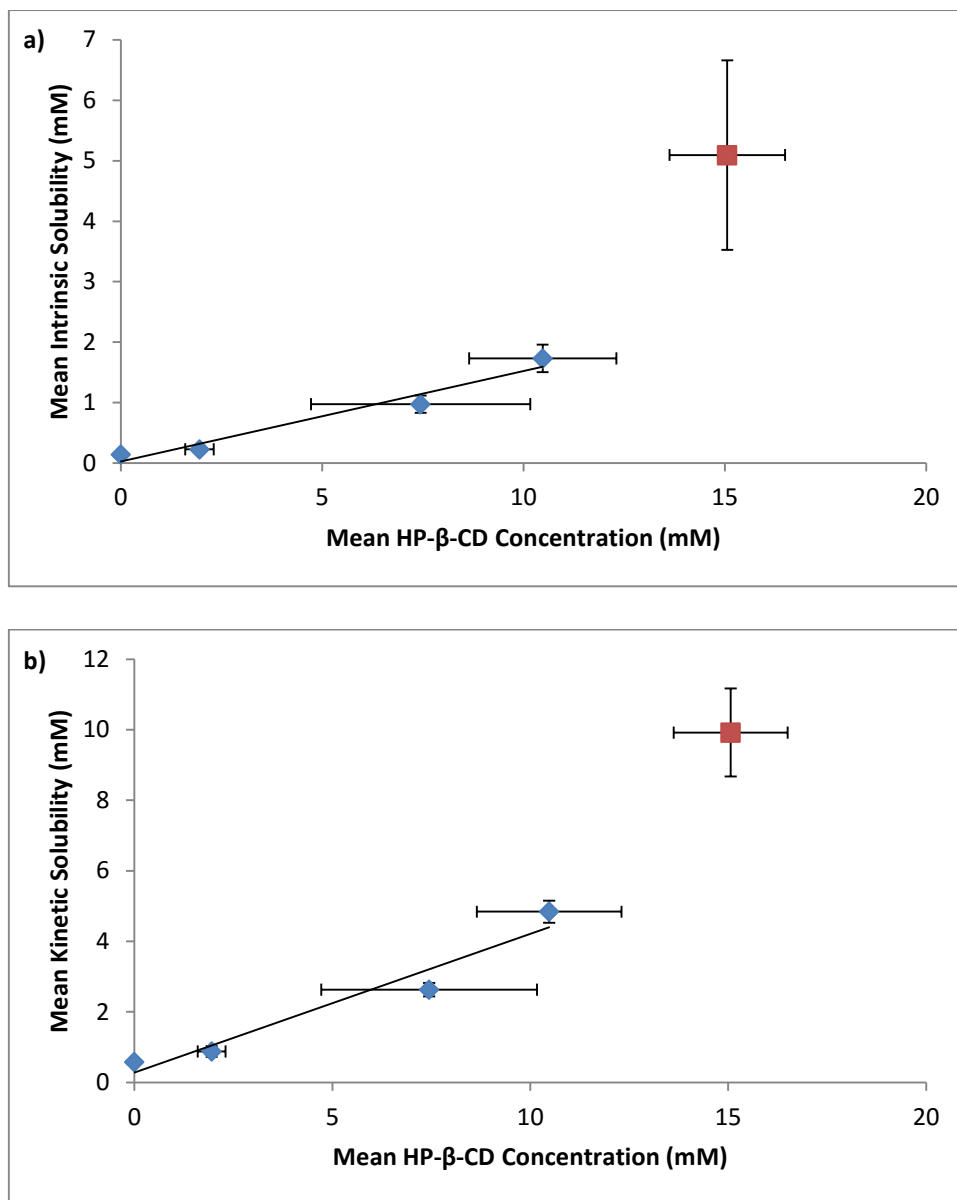 a)
Mean Intrinsic Solubility (mM)
7
6
5
4
3
2
1
0
0 5 10 15 20
Mean HP-β-CD Concentration (mM)
b)
Mean Kinetic Solubility (mM)
12
10
8
6
4
2
0
0 5 10 15 20
Mean HP-β-CD Concentration (mM)